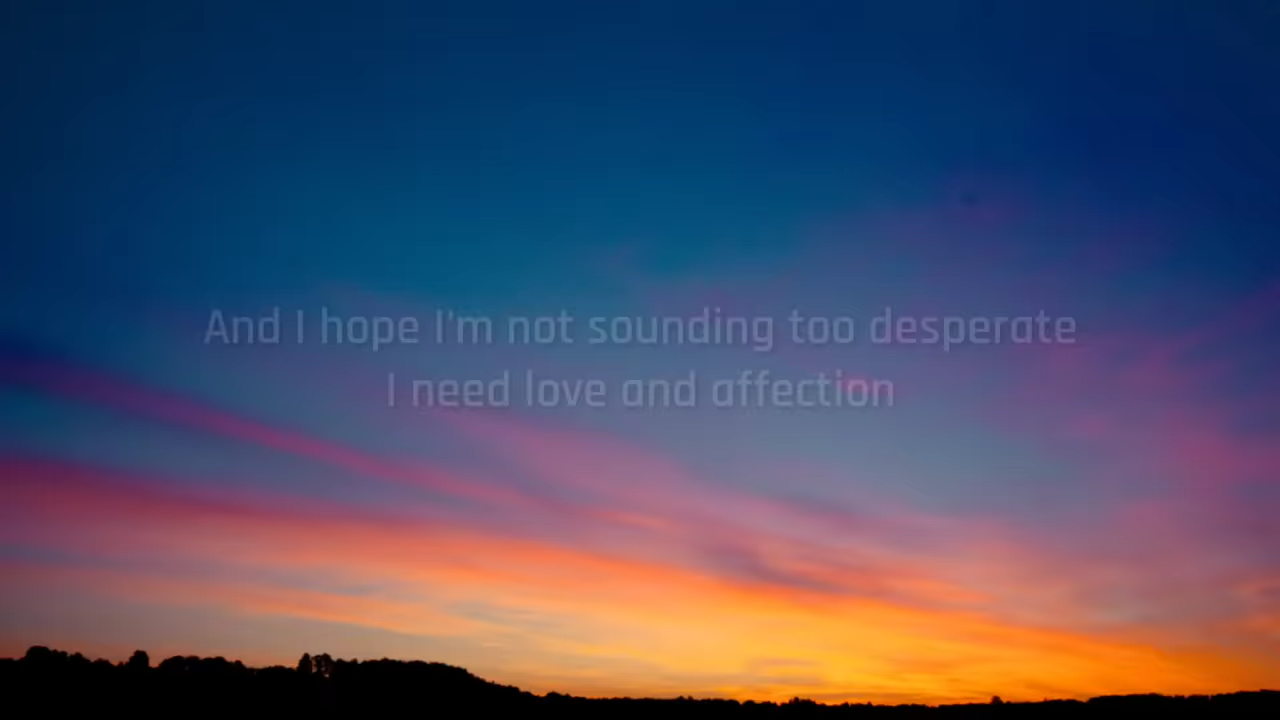 And I hope I'm not sounding too desperate
I need love and affection